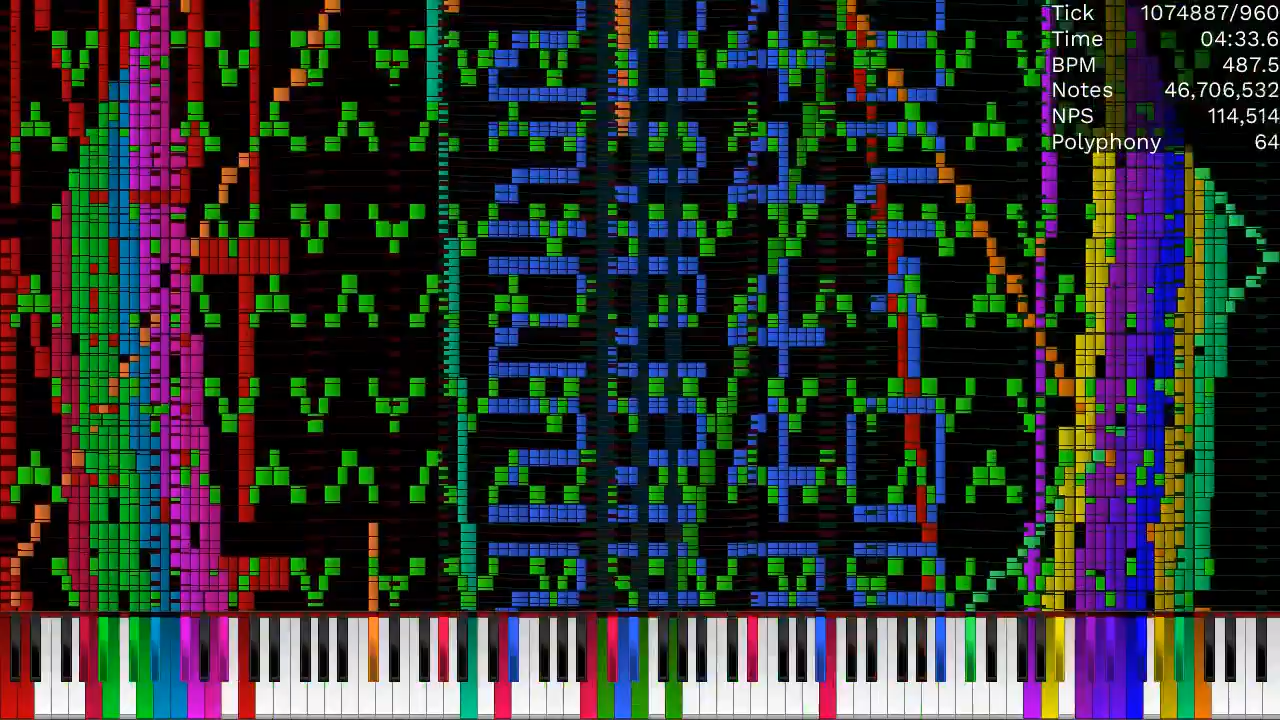 Tick 1074887/960
Time 04:33.6
BPM 487.5
Notes 46,706,532
NPS 114,514
Polyphony 64